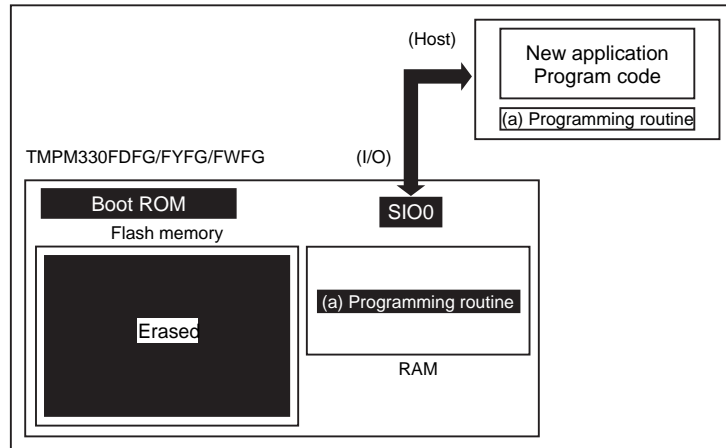 (Host)
New application
Program code
(a) Programming routine
TMPM330FDFG/FYFG/FWFG
(I/O)
Boot ROM
SIO0
Flash memory
(a) Programming routine
Erased
RAM